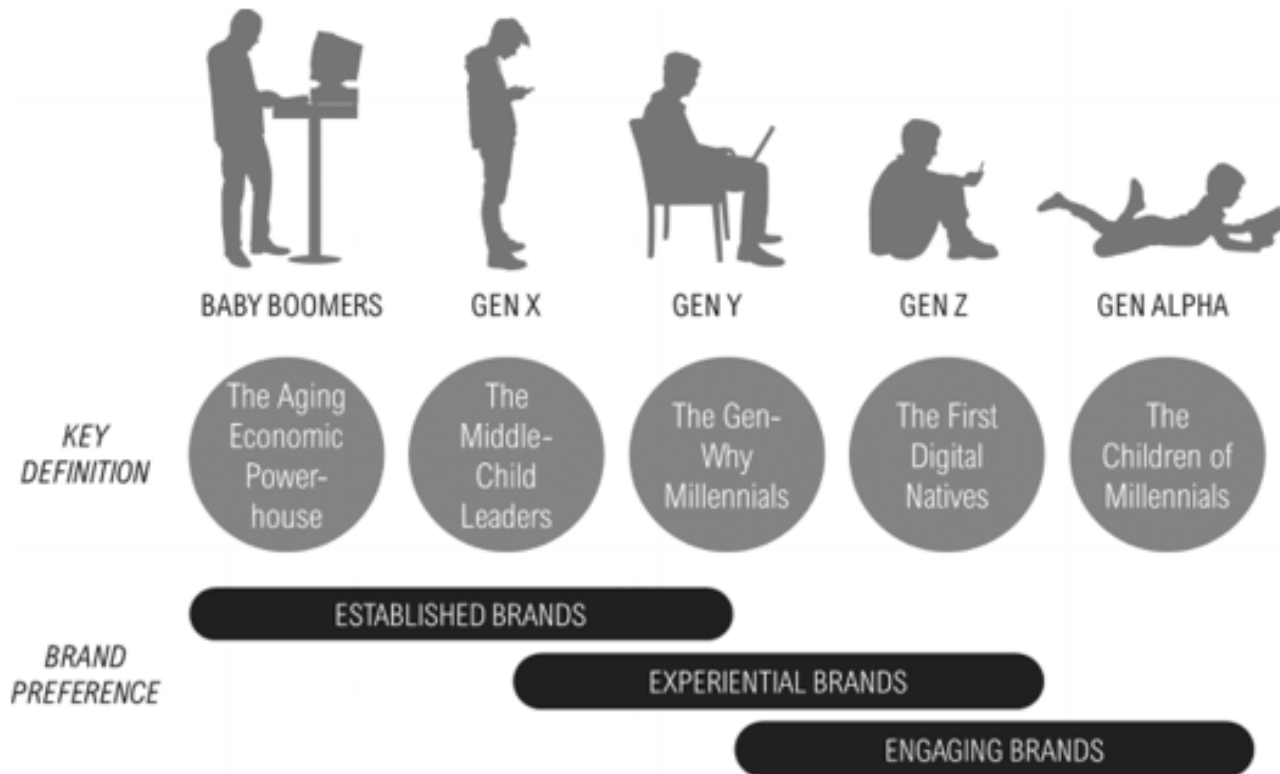 BABY BOOMERS GEN X GEN Y GEN Z GEN ALPHA
KEY
DEFINITION
The Aging
Economic
Power-
house
The
Middle-
Child
Leaders
The Gen-
Why
Millennials
The First
Digital
Natives
The
Children of
Millennials
BRAND
PREFERENCE
ESTABLISHED BRANDS
EXPERIENTIAL BRANDS
ENGAGING BRANDS